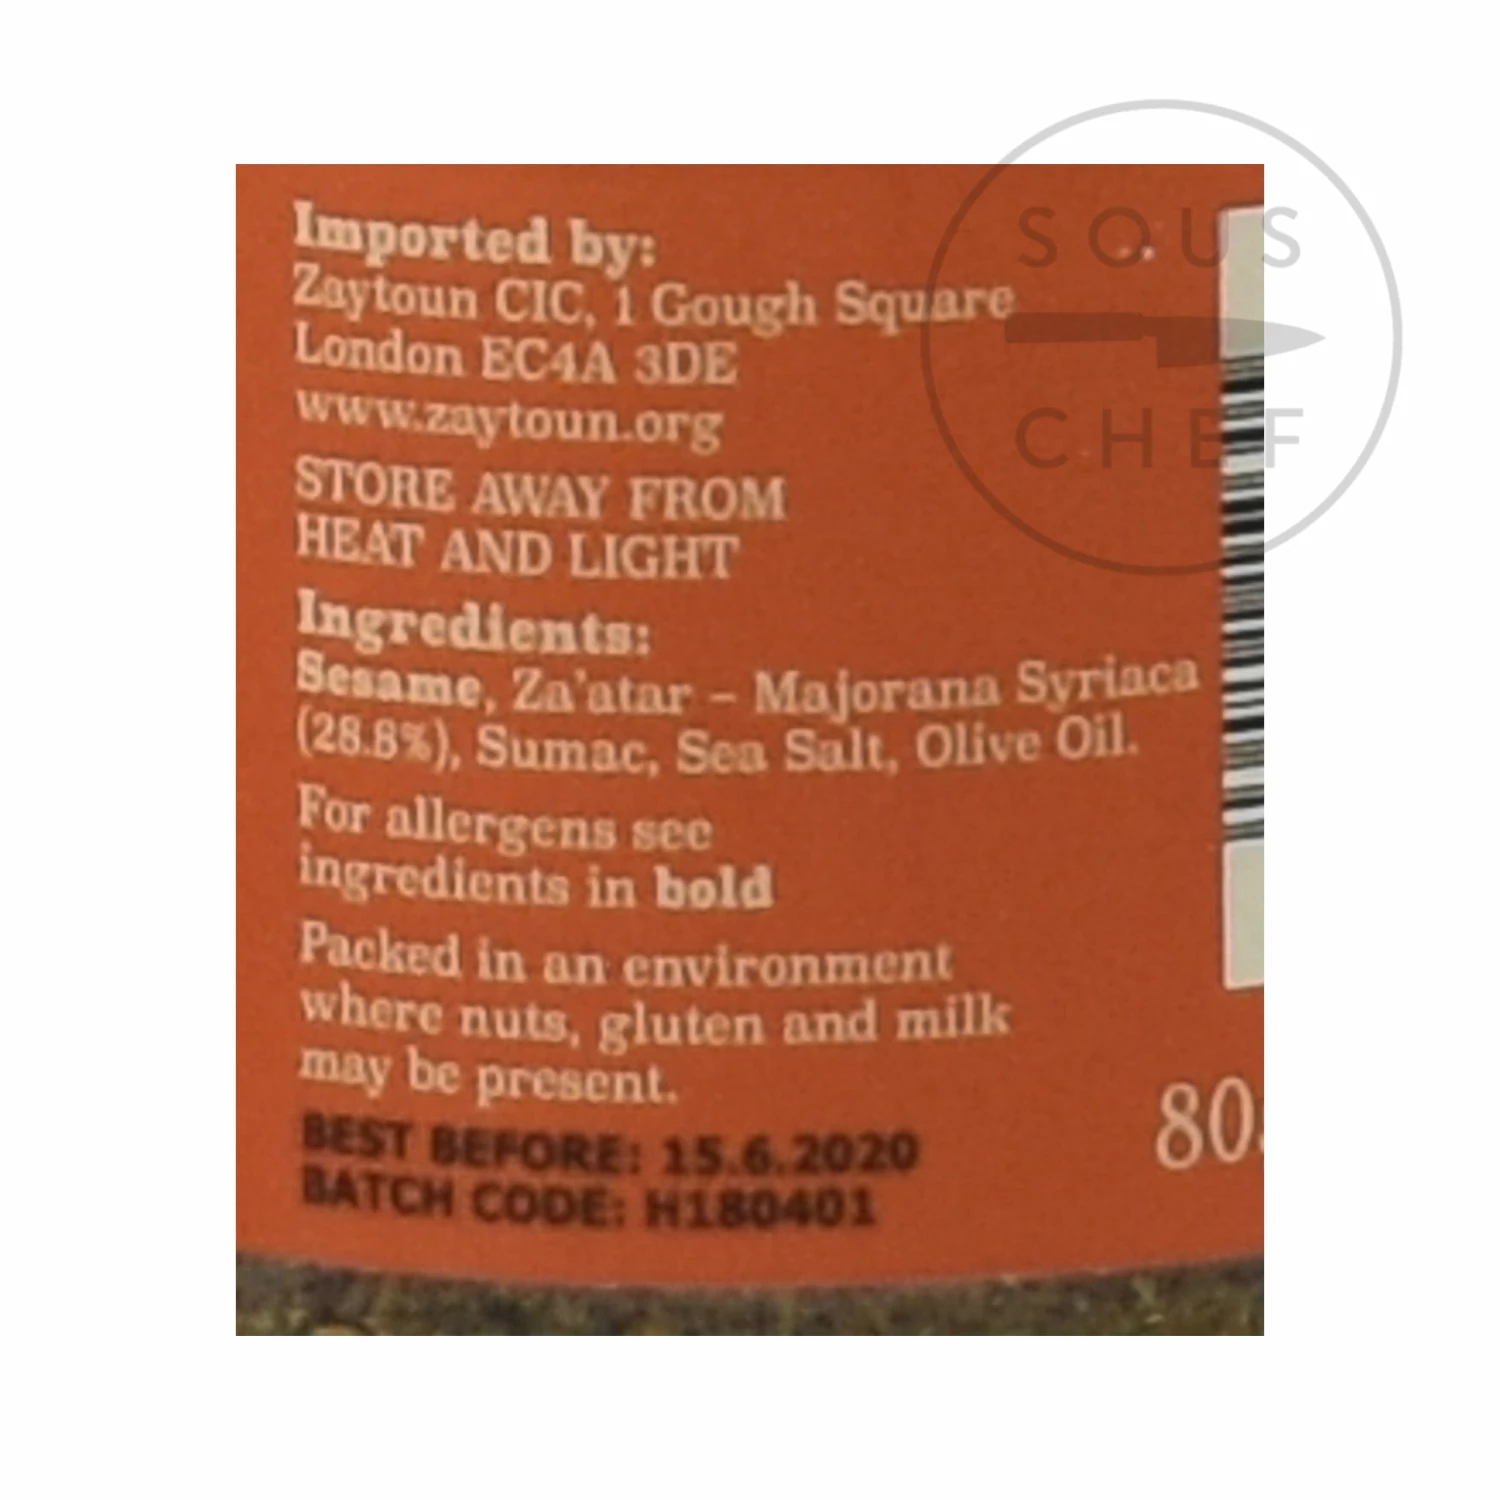 SOUS
CHEF
Imported by:
Zaytoun CIC, 1 Gough Square
London EC4A 3DE
www.zaytoun.org
STORE AWAY FROM
HEAT AND LIGHT
Ingredients:
Sesame, Za'atar – Majorana Syriaca
(28.8%), Sumac, Sea Salt, Olive Oil.
For allergens see
ingredients in bold
Packed in an environment
where nuts, gluten and milk
may be present.
BEST BEFORE: 15.6.2020
BATCH CODE: H180401
80